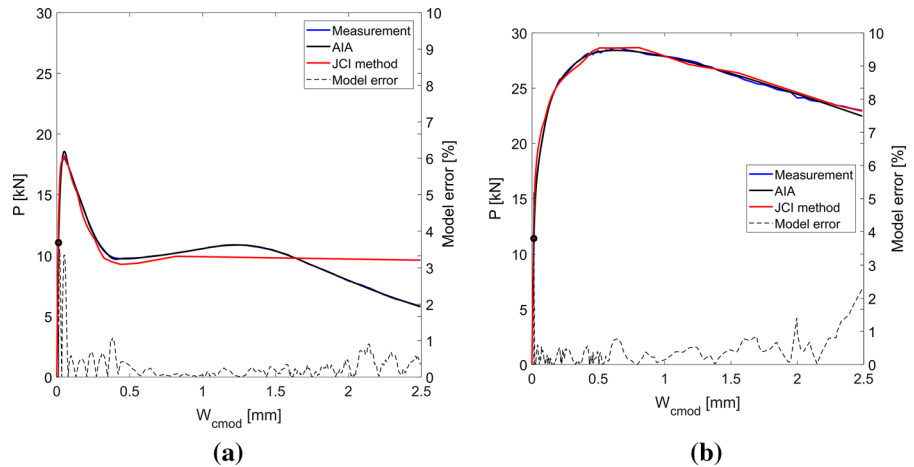 30
25
20
15
10
5
0
P [kN]
10
9
8
7
6
5
4
3
2
1
0
Model error [%]
Measurement
AIA
JCI method
Model error
0 0.5 1 1.5 2 2.5
W_cmod [mm]
(a)
30
25
20
15
10
5
0
P [kN]
10
9
8
7
6
5
4
3
2
1
0
Model error [%]
Measurement
AIA
JCI method
Model error
0 0.5 1 1.5 2 2.5
W_cmod [mm]
(b)